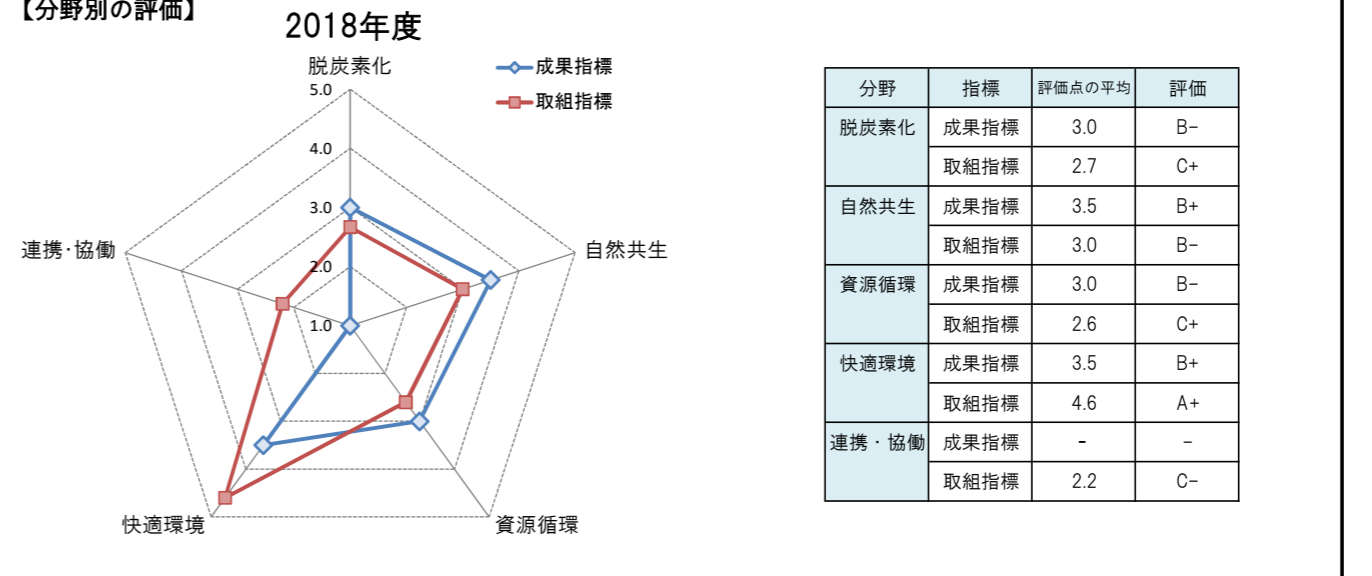 【分野別の評価】
2018年度
脱炭素化
成果指標
取組指標
5.0
4.0
3.0
2.0
1.0
連携･協働
自然共生
快適環境
資源循環
分野 指標 評価点の平均 評価
脱炭素化 成果指標 3.0 B-
取組指標 2.7 C+
自然共生 成果指標 3.5 B+
取組指標 3.0 B-
資源循環 成果指標 3.0 B-
取組指標 2.6 C+
快適環境 成果指標 3.5 B+
取組指標 4.6 A+
連携・協働 成果指標 - -
取組指標 2.2 C-